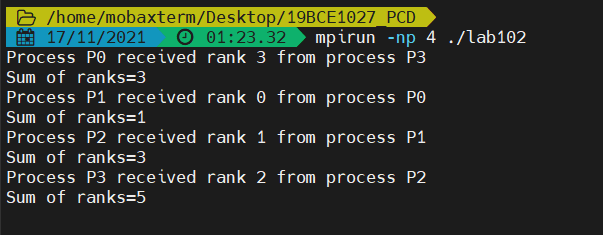 /home/mobaxterm/Desktop/19BCE1027 PCD
17/11/2021 01:23.32 mpirun -np 4 ./lab102
Process P0 received rank 3 from process P3
Sum of ranks=3
Process P1 received rank 0 from process P0
Sum of ranks=1
Process P2 received rank 1 from process P1
Sum of ranks=3
Process P3 received rank 2 from process P2
Sum of ranks=5